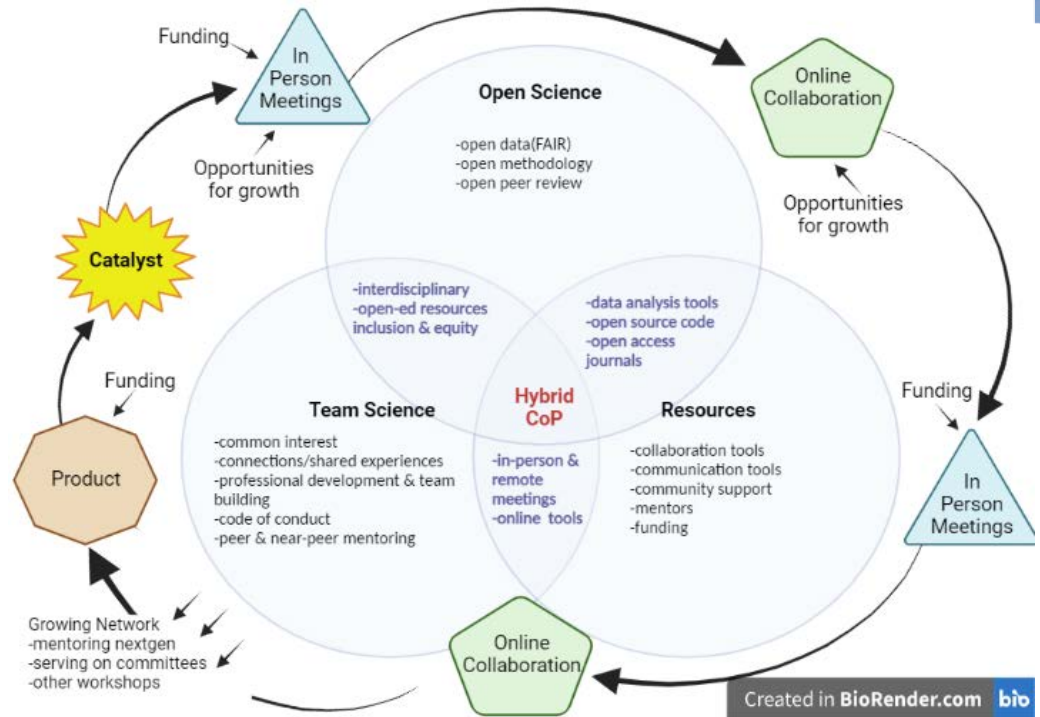 Funding
In
Person
Meetings
Opportunities
for growth
Online
Collaboration
Opportunities
for growth
Open Science
-open data(FAIR)
-open methodology
-open peer review
Catalyst
-interdisciplinary
-open-ed resources
inclusion & equity
-data analysis tools
-open source code
-open access
journals
Funding
Product
Team Science
-common interest
-connections/shared experiences
-professional development & team
building
-code of conduct
-peer & near-peer mentoring
Hybrid
CoP
-in-person &
remote
meetings
-online tools
Resources
-collaboration tools
-communication tools
-community support
-mentors
-funding
Funding
In
Person
Meetings
Growing Network
-mentoring nextgen
-serving on committees
-other workshops
Online
Collaboration
Created in BioRender.com bio